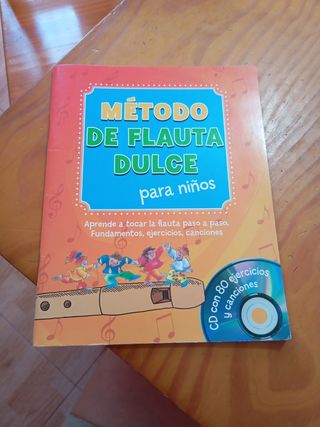 MÉTODO
DE FLAUTA
DULCE
para niños
Aprende a tocar la flauta paso a paso.
Fundamentos, ejercicios, canciones
CD con 80 ejercicios
y canciones